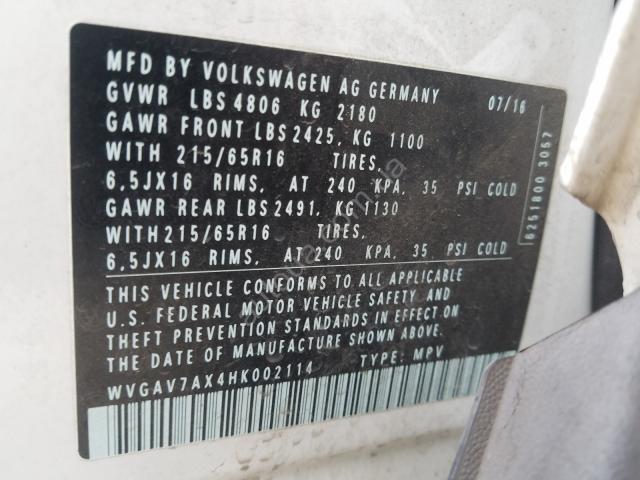 MFD BY VOLKSWAGEN AG GERMANY 07/16
GVWR LBS 4806 KG 2180
GAWR FRONT LBS 2425, KG 1100
WITH 215/65R16 TIRES,
6,5JX16 RIMS, AT 240 KPA, 35 PSI COLD
GAWR REAR LBS 2491, KG 1130
WITH 215/65R16 TIRES,
6,5JX16 RIMS, AT 240 KPA, 35 PSI COLD
THIS VEHICLE CONFORMS TO ALL APPLICABLE
U.S. FEDERAL MOTOR VEHICLE SAFETY AND
THEFT PREVENTION STANDARDS IN EFFECT ON
THE DATE OF MANUFACTURE SHOWN ABOVE.
WVGAV7AX4HK002114 TYPE: MPV
6251800 3057